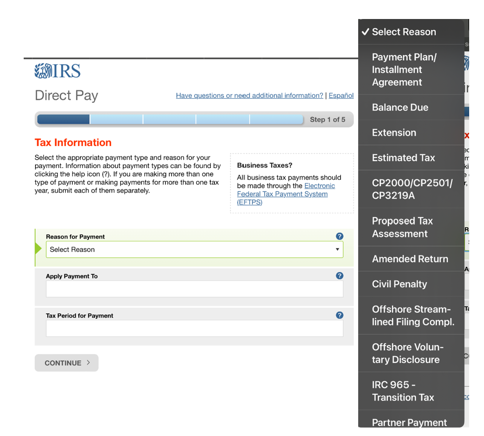 IRS
Direct Pay
Have questions or need additional information? | Español
Step 1 of 5
Tax Information
Select the appropriate payment type and reason for your
payment. Information about payment types can be found by
clicking the help icon (?). If you are making more than one
type of payment or making payments for more than one tax
year, submit each of them separately.
Business Taxes?
All business tax payments should
be made through the Electronic
Federal Tax Payment System
(EFTPS)
Reason for Payment
Select Reason
Apply Payment To
Tax Period for Payment
CONTINUE
✓ Select Reason
Payment Plan/
Installment
Agreement
Balance Due
Extension
Estimated Tax
CP2000/CP2501/
CP3219A
Proposed Tax
Assessment
Amended Return
Civil Penalty
Offshore Stream-
lined Filing Compl.
Offshore Volun-
tary Disclosure
IRC 965 -
Transition Tax
Partner Payment